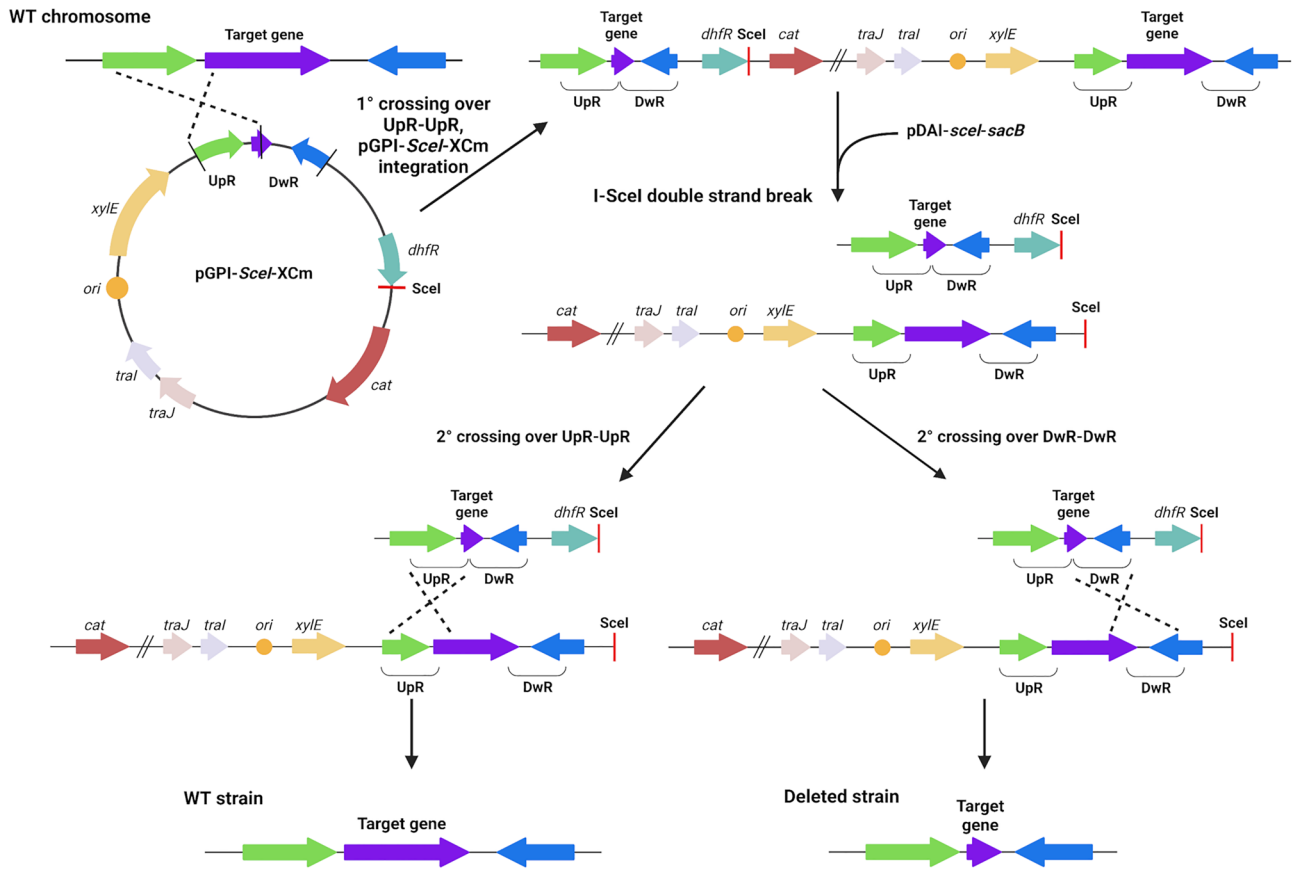 WT chromosome
Target gene
UpR
DwR
xylE
dhfR
pGPI-SceI-XCm
SceI
ori
traI
traJ
cat
1° crossing over
UpR-UpR,
pGPI-SceI-XCm
integration
Target
gene
dhfR SceI
cat
traJ
traI
ori
xylE
Target
gene
UpR
DwR
UpR
DwR
pDAI-sceI-sacB
I-SceI double strand break
Target
gene
dhfR SceI
UpR
DwR
cat
traJ
traI
ori
xylE
SceI
UpR
DwR
2° crossing over UpR-UpR
2° crossing over DwR-DwR
Target
gene
dhfR SceI
UpR
DwR
cat
traJ
traI
ori
xylE
SceI
UpR
DwR
Target
gene
dhfR SceI
UpR
DwR
cat
traJ
traI
ori
xylE
SceI
UpR
DwR
WT strain
Target gene
Deleted strain
Target
gene